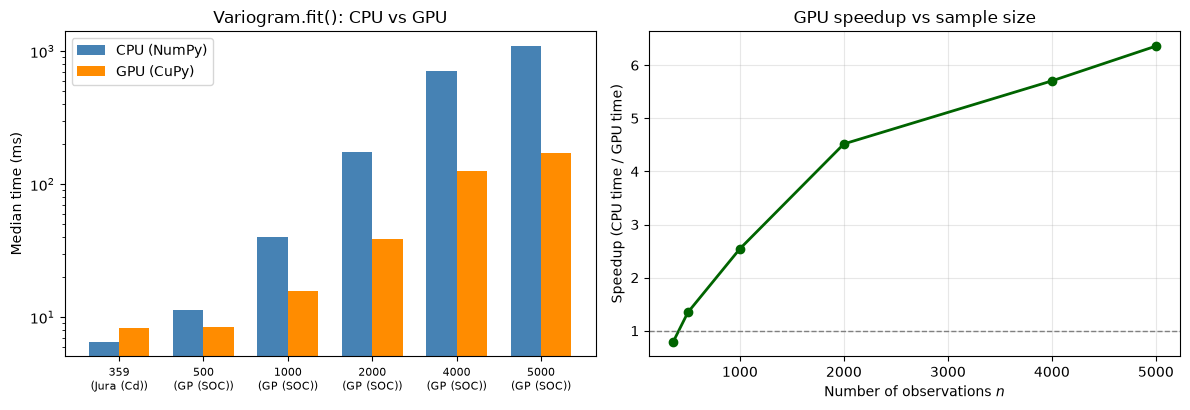 Variogram.fit(): CPU vs GPU
CPU (NumPy)
GPU (CuPy)
Median time (ms)
10³
10²
10¹
359
(Jura (Cd))
500
(GP (SOC))
1000
(GP (SOC))
2000
(GP (SOC))
4000
(GP (SOC))
5000
(GP (SOC))
GPU speedup vs sample size
Speedup (CPU time / GPU time)
6
5
4
3
2
1
1000
2000
3000
4000
5000
Number of observations n